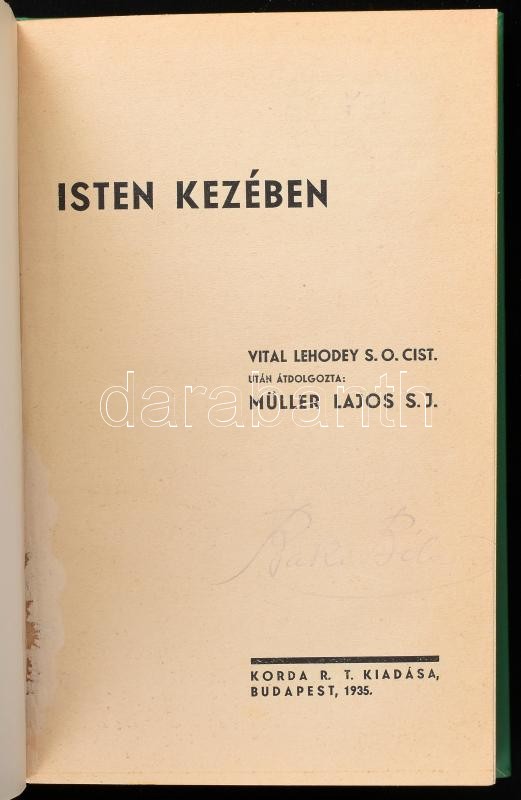 ISTEN KEZÉBEN
VITAL LEHODEY S. O. CIST.
UTÁN ÁTDOLGOZTA:
darabanth
MÜLLER LAJOS S. J.
KORDA R. T. KIADÁSA,
BUDAPEST, 1935.